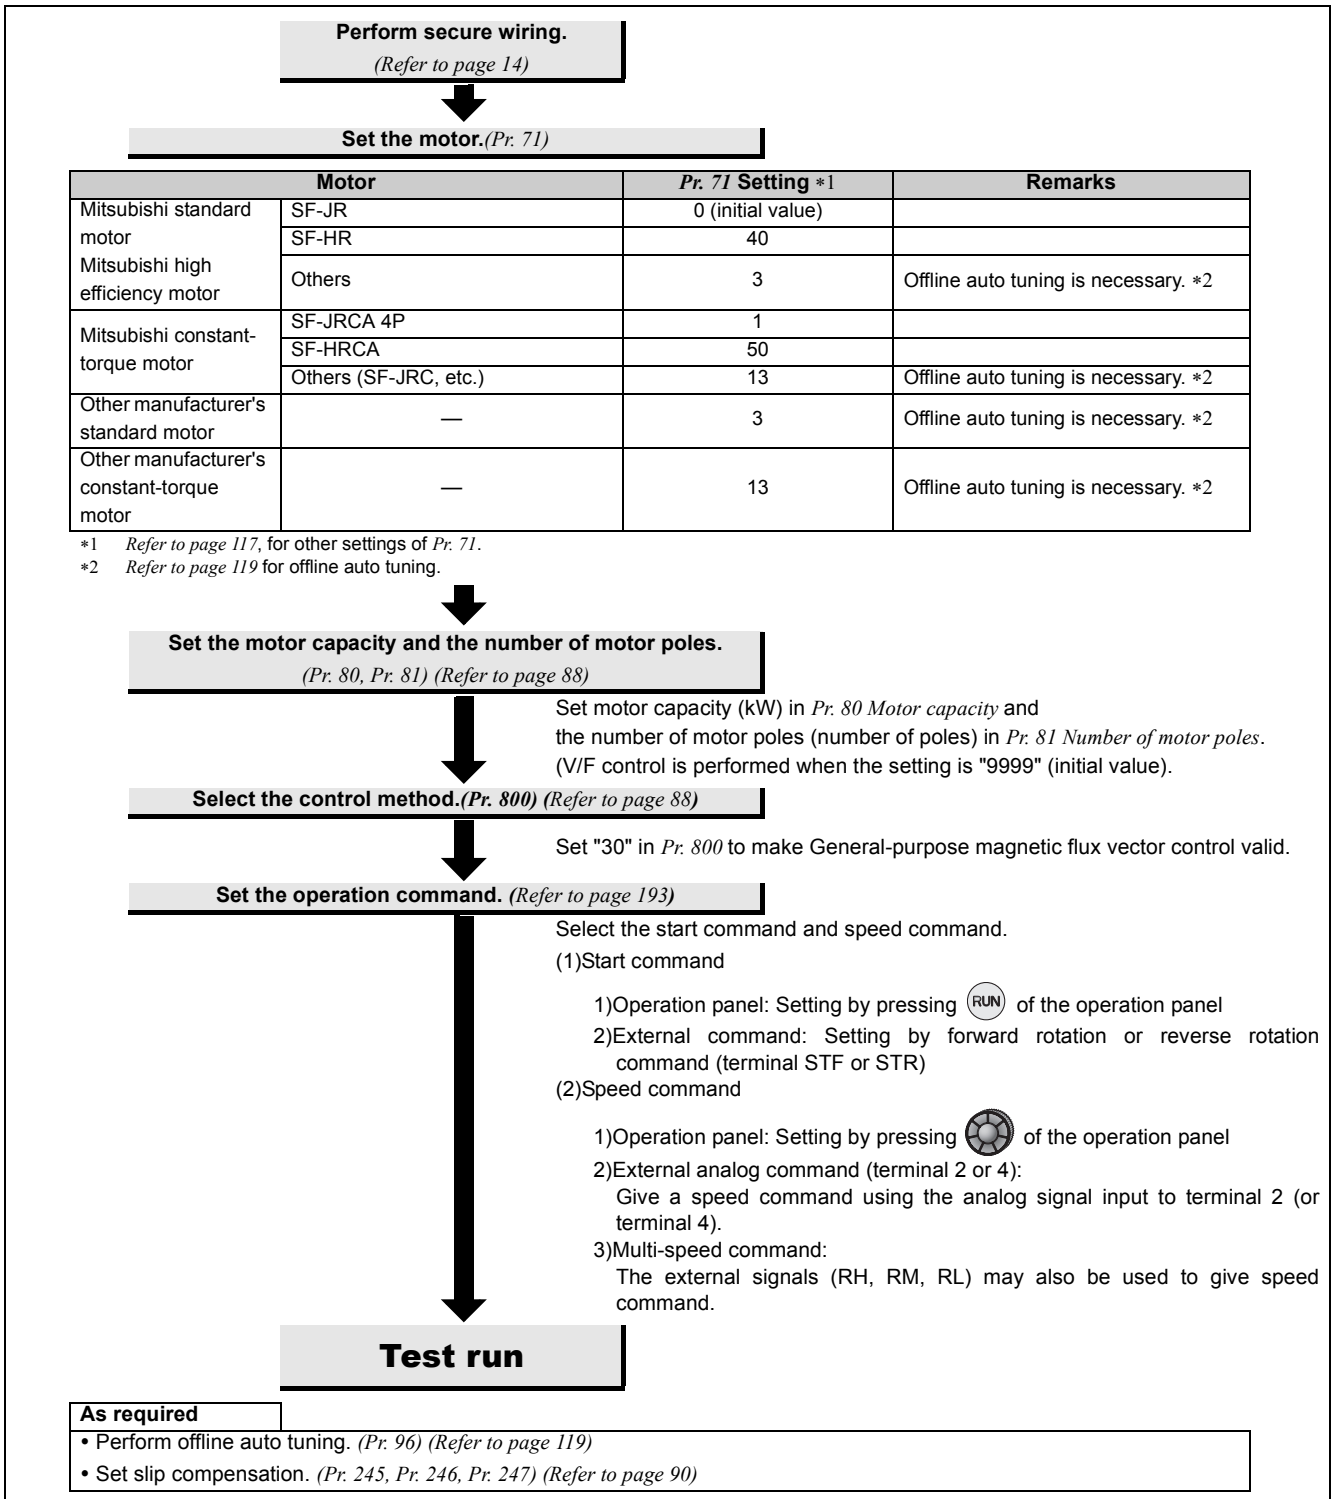 Perform secure wiring.
(Refer to page 14)
Set the motor.(Pr. 71)
Motor Pr. 71 Setting *1 Remarks
Mitsubishi standard motor Mitsubishi high efficiency motor SF-JR 0 (initial value)
SF-HR 40
Others 3 Offline auto tuning is necessary. *2
Mitsubishi constant-torque motor SF-JRCA 4P 1
SF-HRCA 50
Others (SF-JRC, etc.) 13 Offline auto tuning is necessary. *2
Other manufacturer's standard motor — 3 Offline auto tuning is necessary. *2
Other manufacturer's constant-torque motor — 13 Offline auto tuning is necessary. *2
*1 Refer to page 117, for other settings of Pr. 71.
*2 Refer to page 119 for offline auto tuning.
Set the motor capacity and the number of motor poles.
(Pr. 80, Pr. 81) (Refer to page 88)
Set motor capacity (kW) in Pr. 80 Motor capacity and
the number of motor poles (number of poles) in Pr. 81 Number of motor poles.
(V/F control is performed when the setting is "9999" (initial value).
Select the control method.(Pr. 800) (Refer to page 88)
Set "30" in Pr. 800 to make General-purpose magnetic flux vector control valid.
Set the operation command. (Refer to page 193)
Select the start command and speed command.
(1)Start command
1)Operation panel: Setting by pressing RUN of the operation panel
2)External command: Setting by forward rotation or reverse rotation
command (terminal STF or STR)
(2)Speed command
1)Operation panel: Setting by pressing of the operation panel
2)External analog command (terminal 2 or 4):
Give a speed command using the analog signal input to terminal 2 (or
terminal 4).
3)Multi-speed command:
The external signals (RH, RM, RL) may also be used to give speed
command.
Test run
As required
• Perform offline auto tuning. (Pr. 96) (Refer to page 119)
• Set slip compensation. (Pr. 245, Pr. 246, Pr. 247) (Refer to page 90)